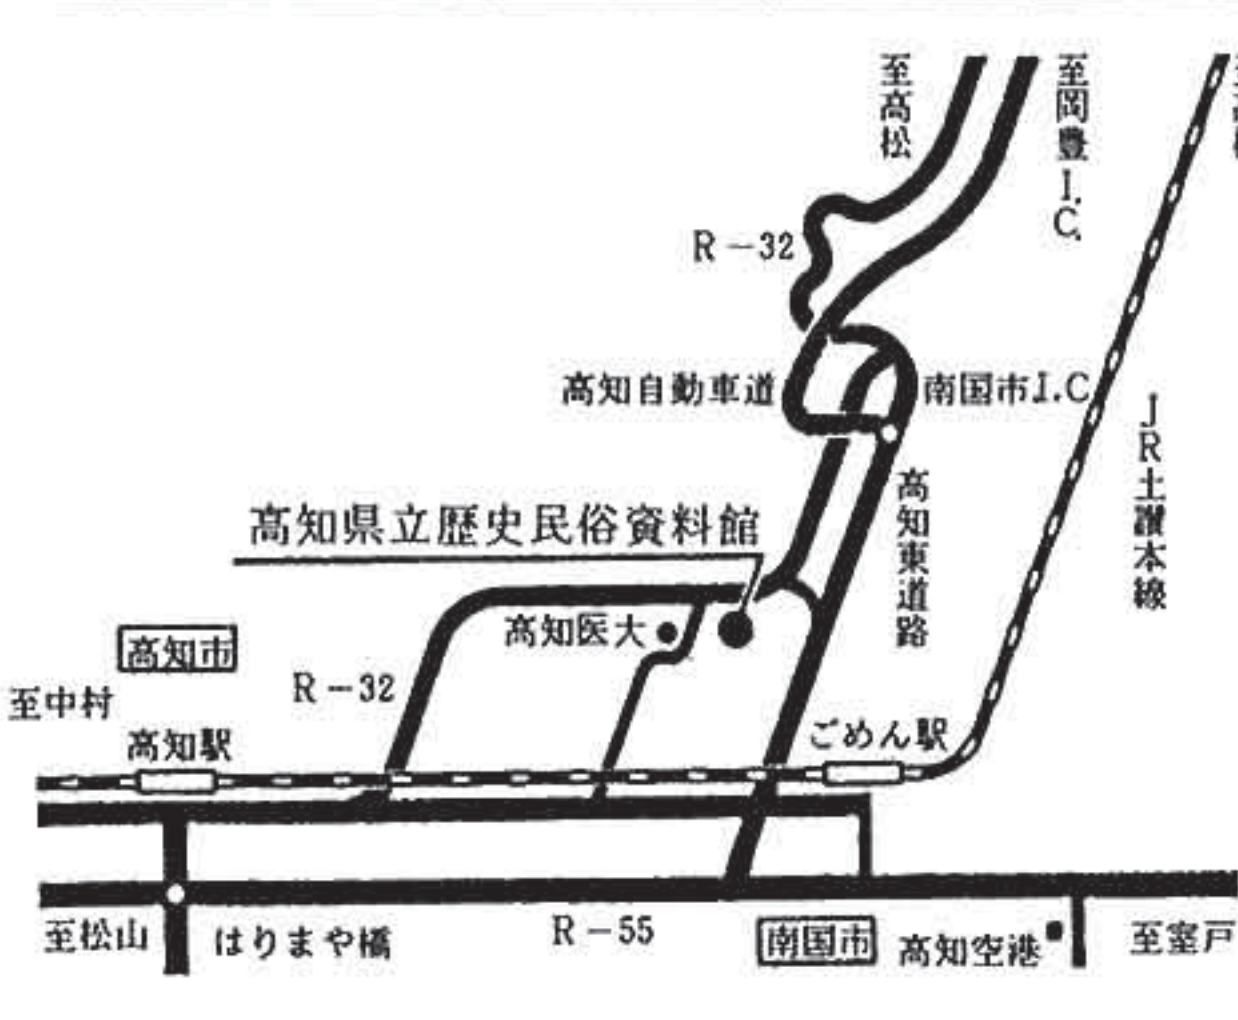 至高松
至岡豊I.C.
R－32
高知自動車道
南国市I.C
JR土讃本線
高知東道路
高知県立歴史民俗資料館
高知医大
高知市
R－32
至中村
高知駅
ごめん駅
至松山
はりまや橋
R－55
南国市
高知空港
至室戸